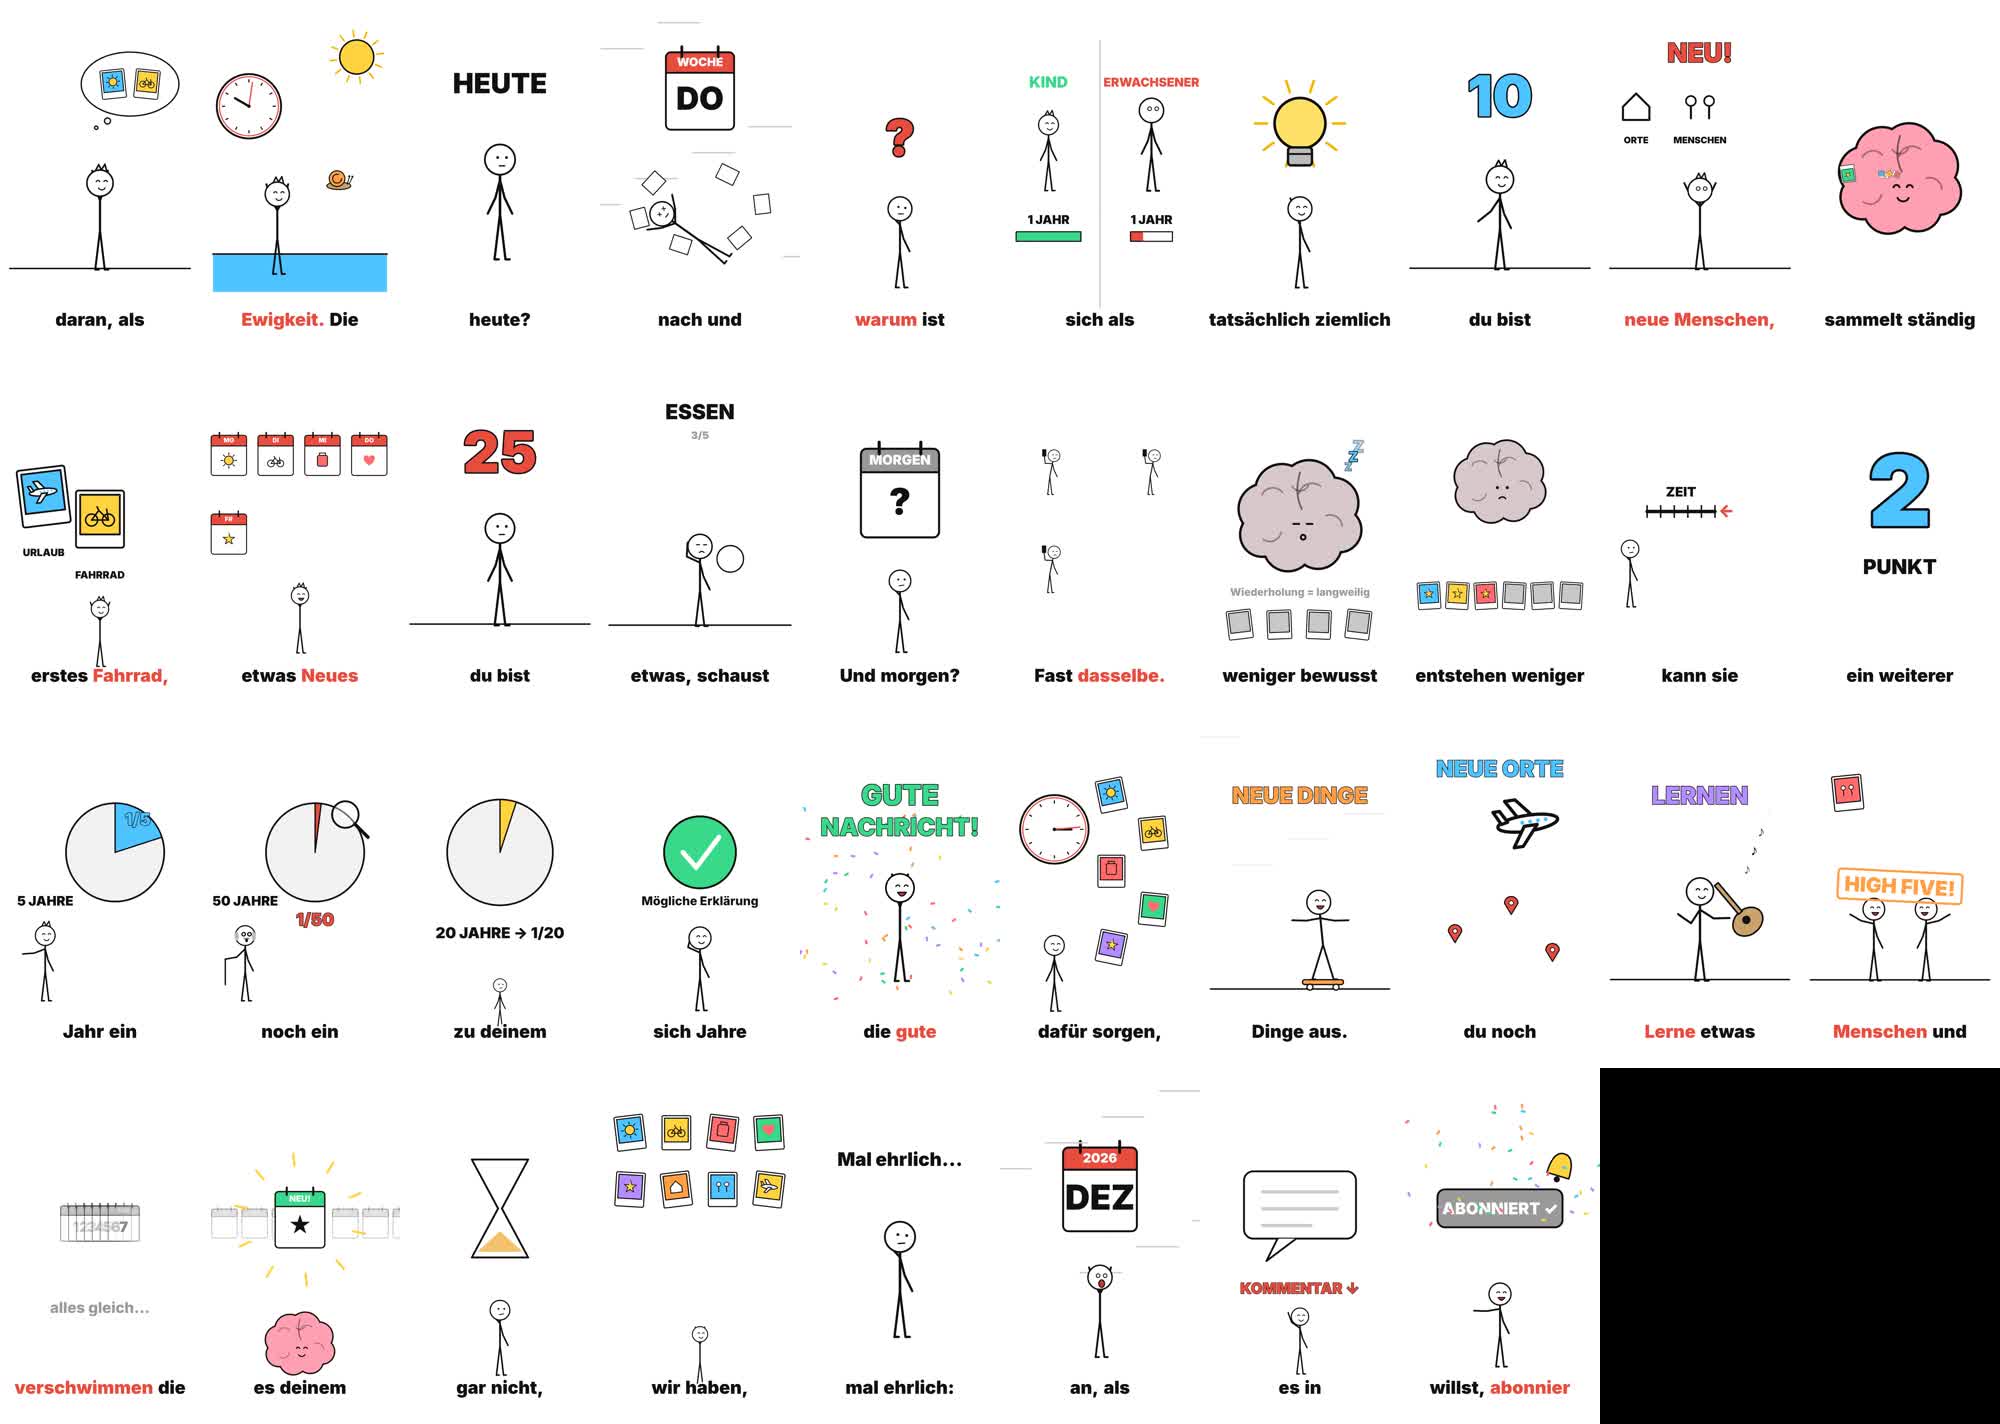 daran, als
Ewigkeit. Die
HEUTE
heute?
WOCHE
DO
nach und
?
warum ist
KIND
1 JAHR
ERWACHSENER
1 JAHR
sich als
tatsächlich ziemlich
10
du bist
NEU!
ORTE
MENSCHEN
neue Menschen,
sammelt ständig
URLAUB
FAHRRAD
erstes Fahrrad,
MO
DI
MI
DO
FR
etwas Neues
25
du bist
ESSEN
3/5
etwas, schaust
MORGEN
?
Und morgen?
Fast dasselbe.
Z
Z
Z
Wiederholung = langweilig
weniger bewusst
entstehen weniger
ZEIT
kann sie
2
PUNKT
ein weiterer
1/5
5 JAHRE
Jahr ein
50 JAHRE
1/50
noch ein
20 JAHRE → 1/20
zu deinem
Mögliche Erklärung
sich Jahre
GUTE
NACHRICHT!
die gute
dafür sorgen,
NEUE DINGE
Dinge aus.
NEUE ORTE
du noch
LERNEN
Lerne etwas
HIGH FIVE!
Menschen und
1234567
alles gleich...
verschwimmen die
NEU!
es deinem
gar nicht,
wir haben,
Mal ehrlich...
mal ehrlich:
2026
DEZ
an, als
KOMMENTAR ↓
es in
ABONNIERT ✓
willst, abonnier